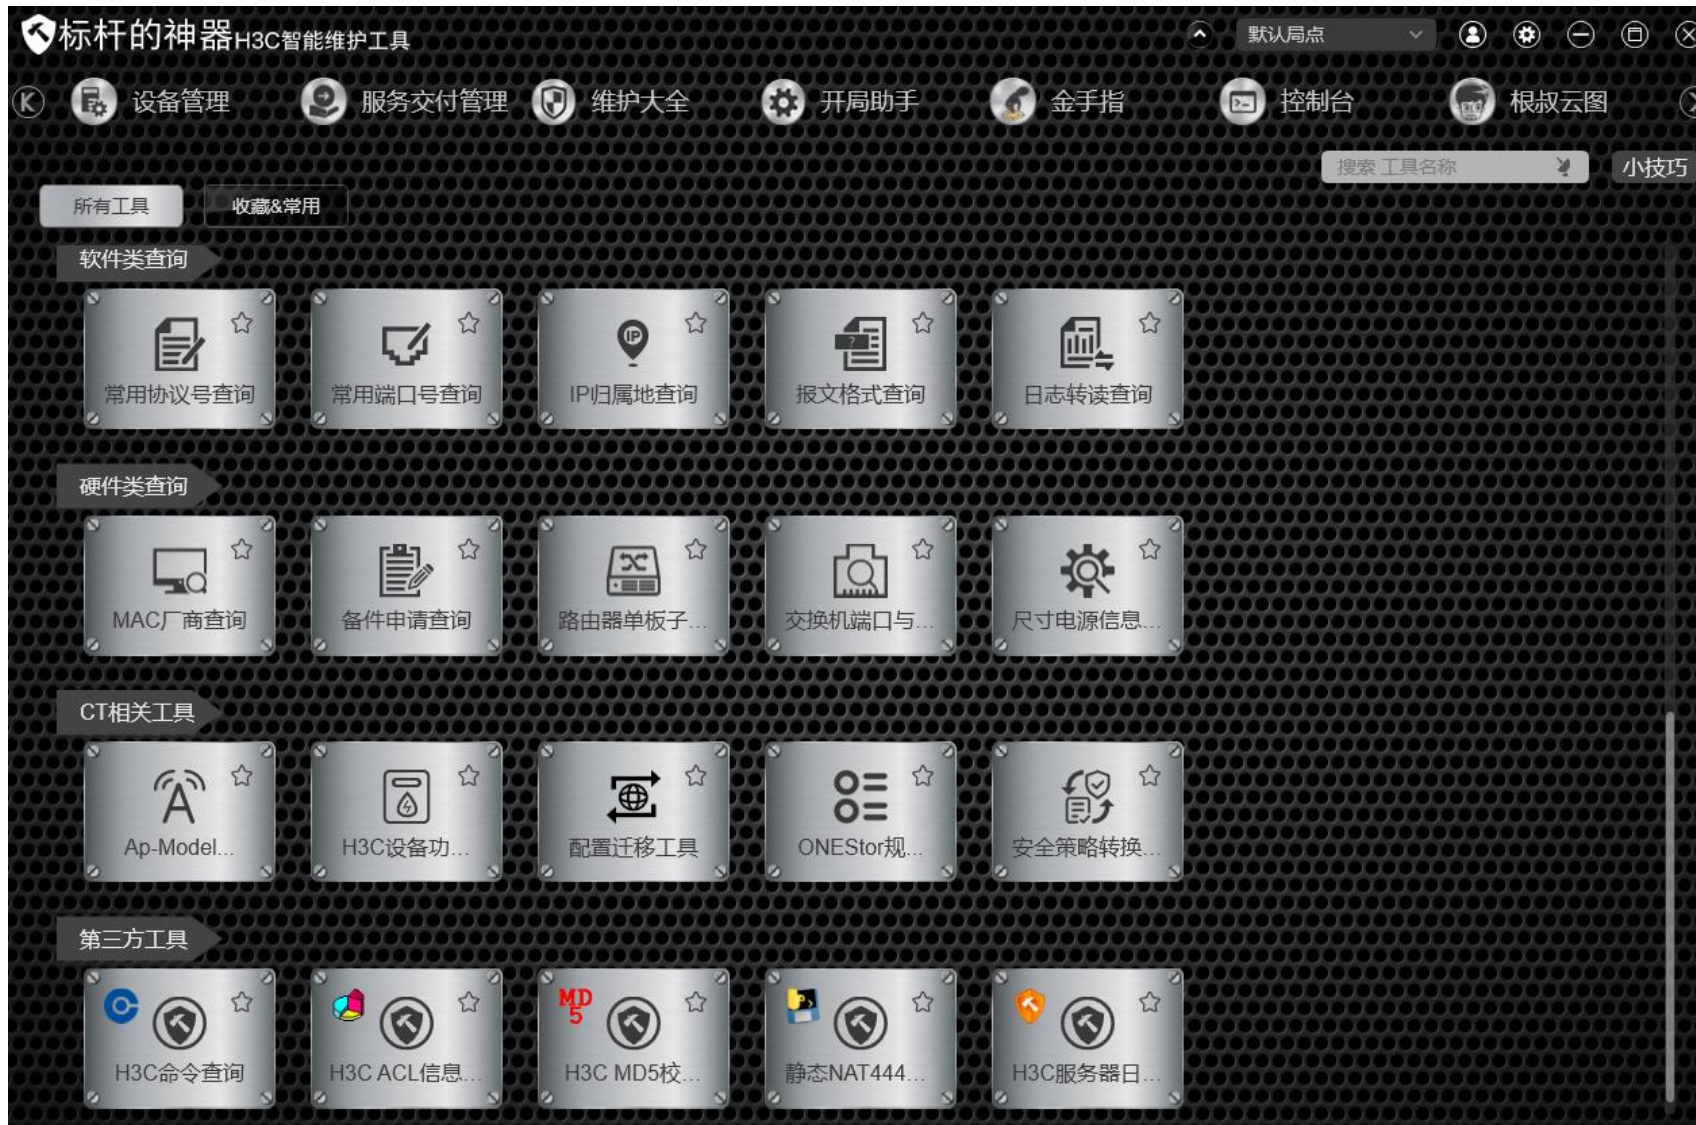 标杆的神器H3C智能维护工具 默认局点
设备管理 服务交付管理 维护大全 开局助手 金手指 控制台 根叔云图
搜索 工具名称 小技巧
所有工具 收藏&常用
软件类查询
常用协议号查询 常用端口号查询 IP归属地查询 报文格式查询 日志转读查询
硬件类查询
MAC厂商查询 备件申请查询 路由器单板子... 交换机端口与... 尺寸电源信息...
CT相关工具
Ap-Model... H3C设备功... 配置迁移工具 ONEStor规... 安全策略转换...
第三方工具
MD
5
H3C命令查询 H3C ACL信息... H3C MD5校... 静态NAT444... H3C服务器日...